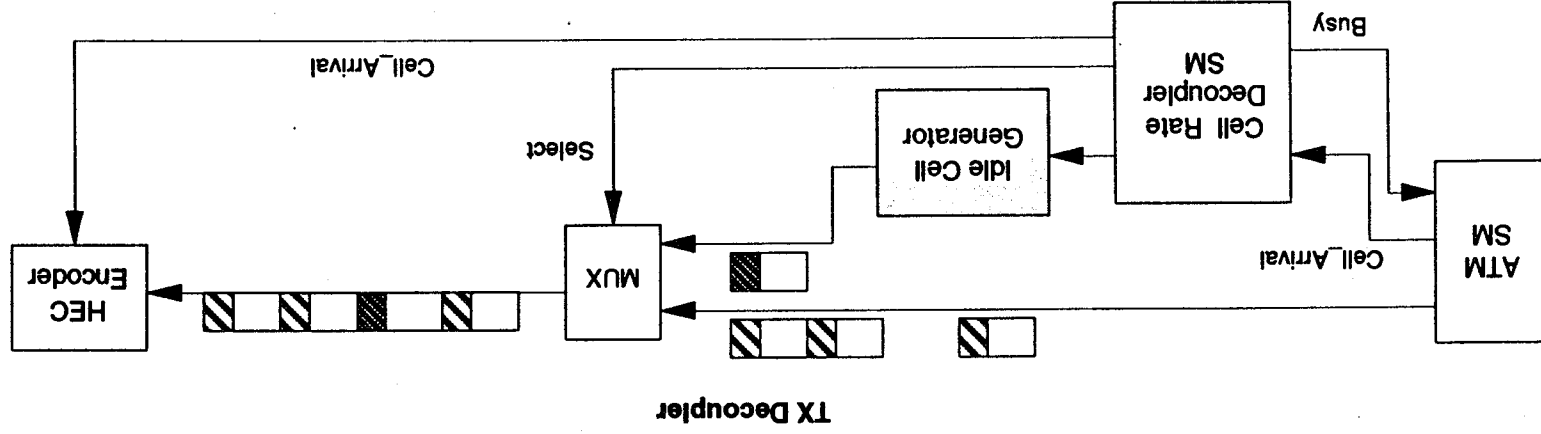 TX Decoupler
ATM
SM
Cell_Arrival
Busy
Cell Rate
Decoupler
SM
Idle Cell
Generator
MUX
Select
Cell_Arrival
HEC
Encoder